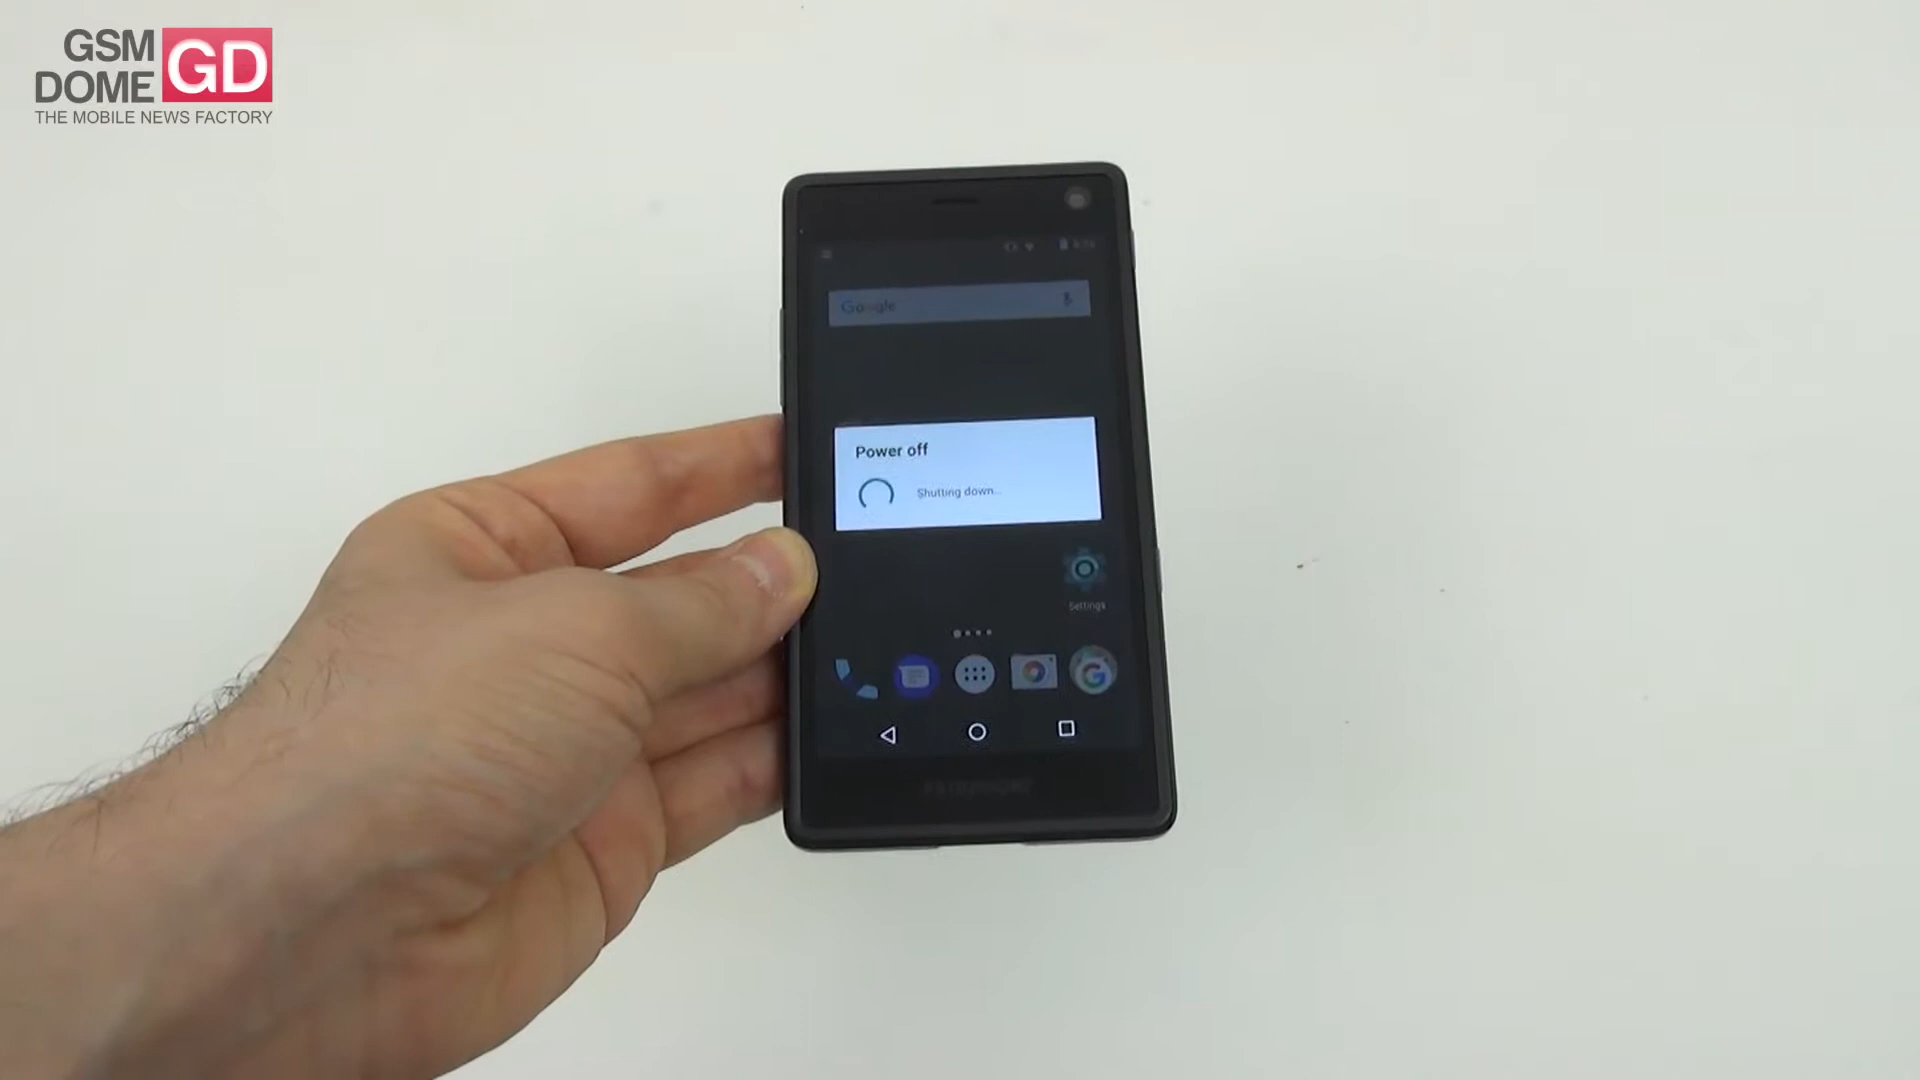 GSM
DOME GD
THE MOBILE NEWS FACTORY
Google
Power off
Shutting down...
Settings